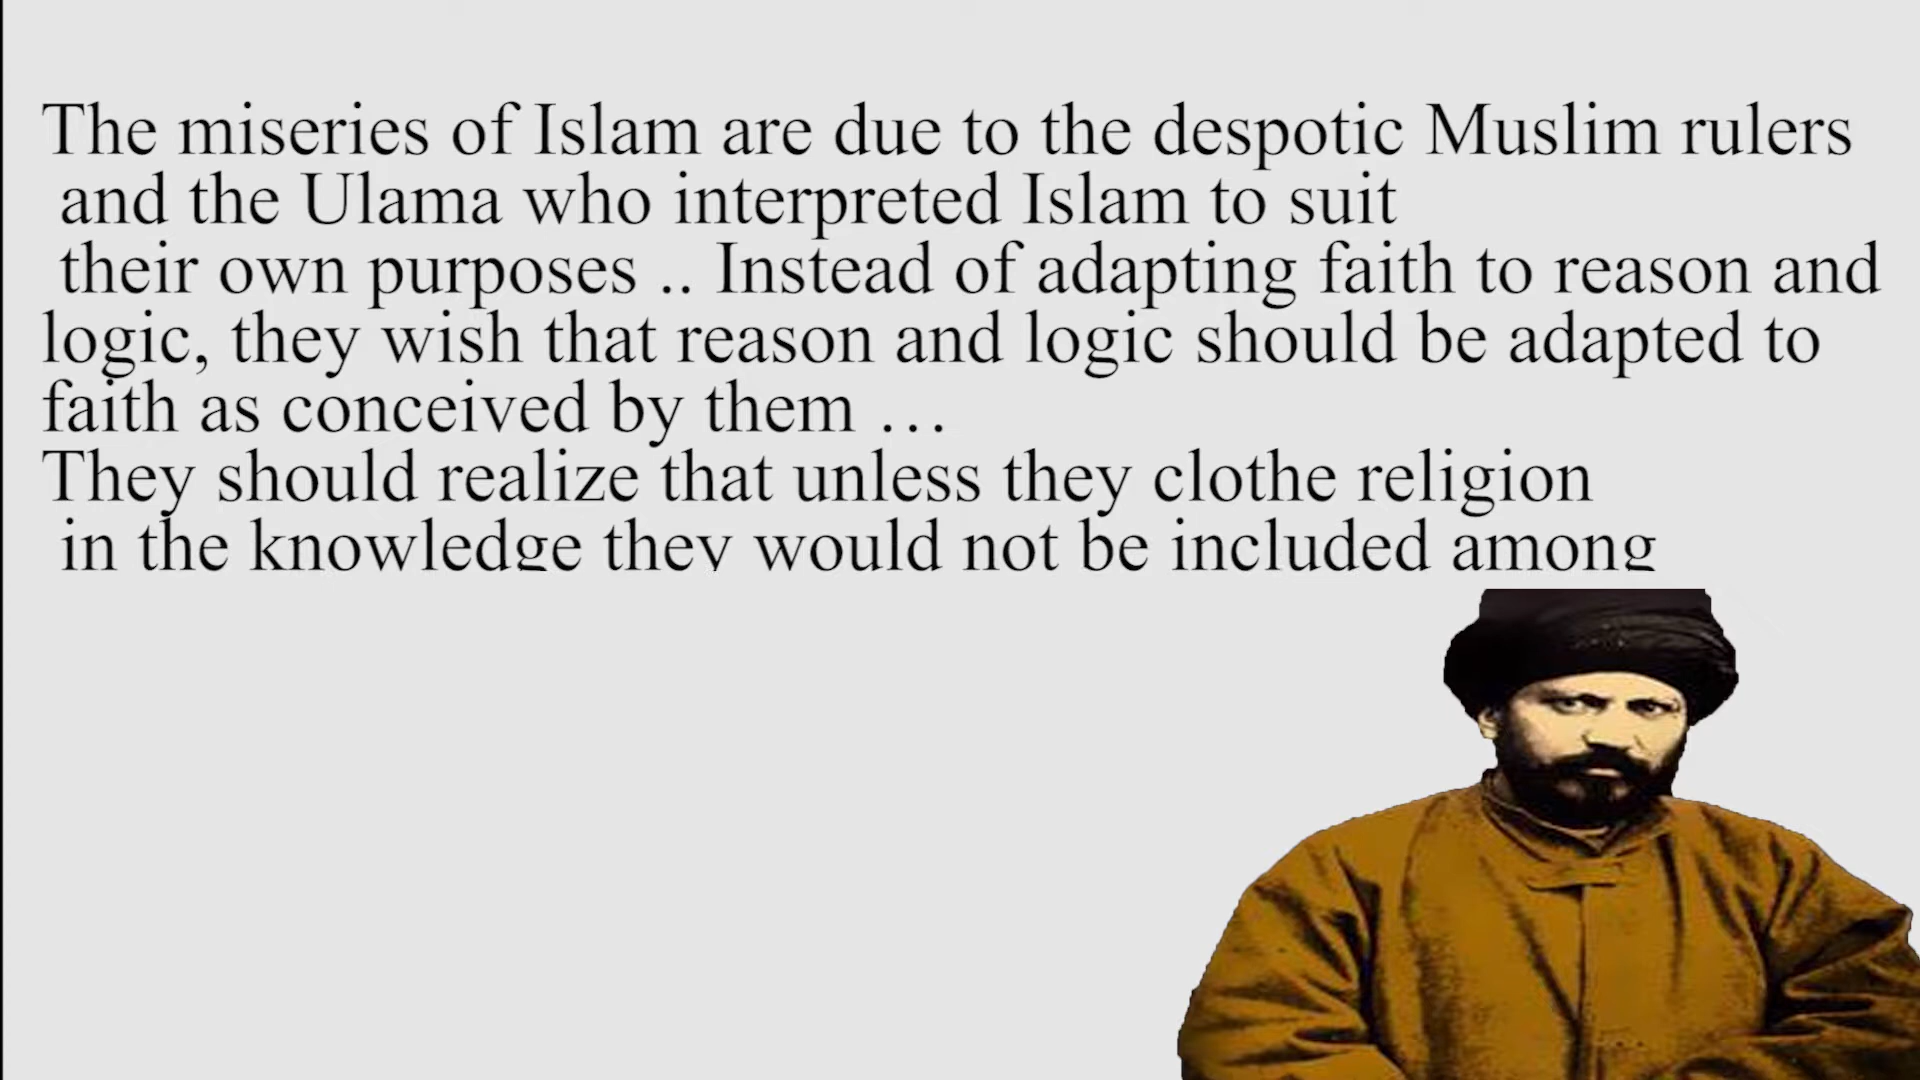 The miseries of Islam are due to the despotic Muslim rulers
and the Ulama who interpreted Islam to suit
their own purposes .. Instead of adapting faith to reason and
logic, they wish that reason and logic should be adapted to
faith as conceived by them …
They should realize that unless they clothe religion
in the knowledge they would not be included among